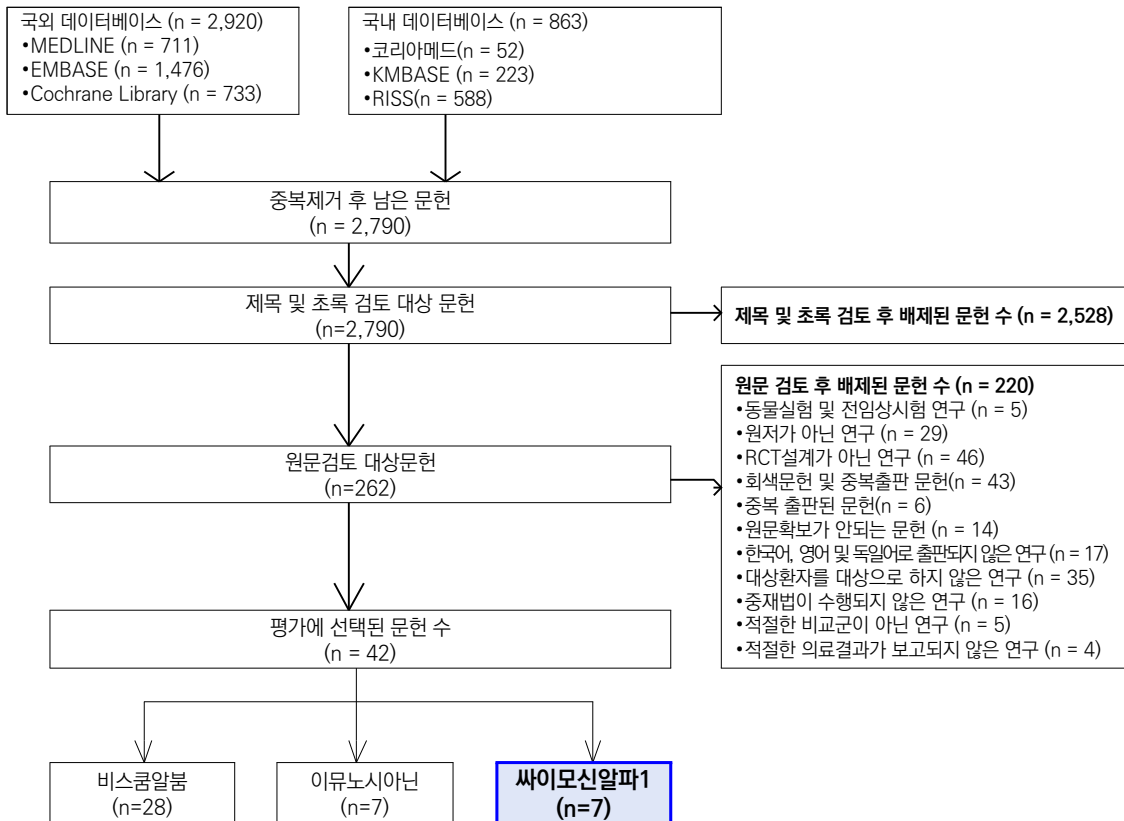 국외 데이터베이스 (n = 2,920)
•MEDLINE (n = 711)
•EMBASE (n = 1,476)
•Cochrane Library (n = 733)
국내 데이터베이스 (n = 863)
•코리아메드(n = 52)
•KMBASE (n = 223)
•RISS(n = 588)
중복제거 후 남은 문헌
(n = 2,790)
제목 및 초록 검토 대상 문헌
(n=2,790)
제목 및 초록 검토 후 배제된 문헌 수 (n = 2,528)
원문 검토 후 배제된 문헌 수 (n = 220)
•동물실험 및 전임상시험 연구 (n = 5)
•원저가 아닌 연구 (n = 29)
•RCT설계가 아닌 연구 (n = 46)
•회색문헌 및 중복출판 문헌(n = 43)
•중복 출판된 문헌(n = 6)
•원문확보가 안되는 문헌 (n = 14)
•한국어, 영어 및 독일어로 출판되지 않은 연구 (n = 17)
•대상환자를 대상으로 하지 않은 연구 (n = 35)
•중재법이 수행되지 않은 연구 (n = 16)
•적절한 비교군이 아닌 연구 (n = 5)
•적절한 의료결과가 보고되지 않은 연구 (n = 4)
원문검토 대상문헌
(n=262)
평가에 선택된 문헌 수
(n = 42)
비스쿰알붐
(n=28)
이뮤노시아닌
(n=7)
싸이모신알파1
(n=7)